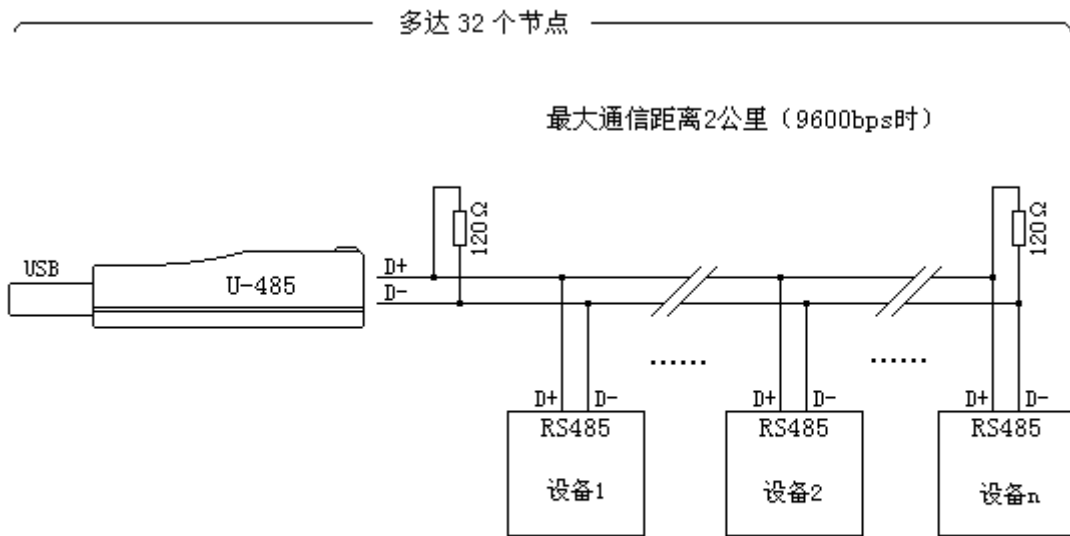 多达 32 个节点
最大通信距离2公里（9600bps时）
120Ω
120Ω
USB
U-485
D+
D-
......
......
D+ D-
D+ D-
D+ D-
RS485
RS485
RS485
设备1
设备2
设备n